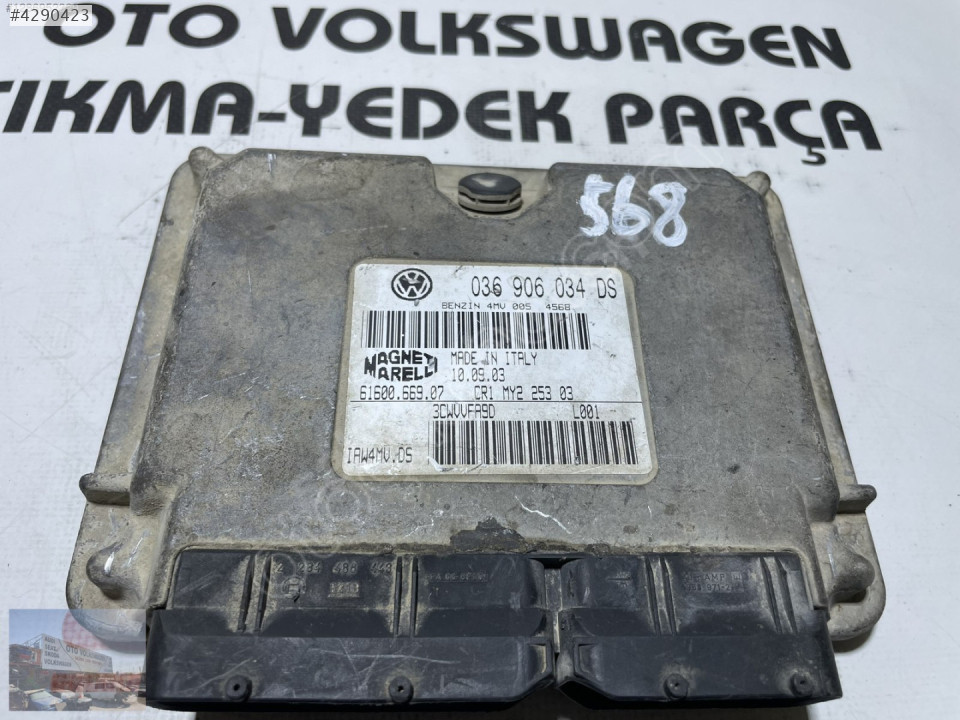 #4290423
OTO VOLKSWAGEN
TIKMA-YEDEK PARÇA
568
036 906 034 DS
BENZIN 4MV 005 4568
MAGNETI MARELLI
MADE IN ITALY
10.09.03
61600.669.07 CR1 MY2 253 03
3CWVVFA9D L001
IAW4MV.DS